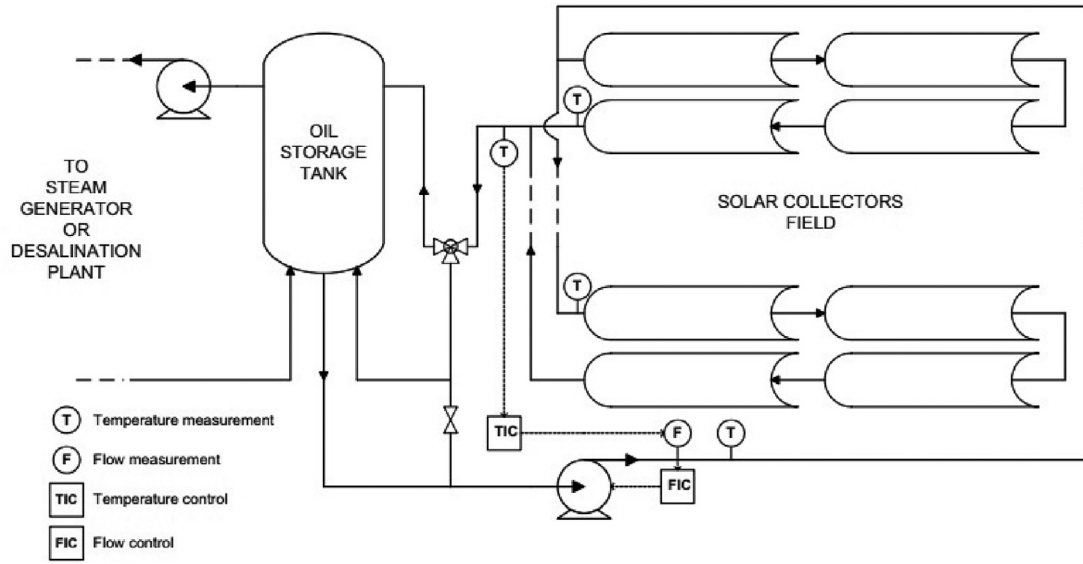 OIL
STORAGE
TANK
TO
STEAM
GENERATOR
OR
DESALINATION
PLANT
T
T
SOLAR COLLECTORS
FIELD
T
TIC
F
T
FIC
T Temperature measurement
F Flow measurement
TIC Temperature control
FIC Flow control